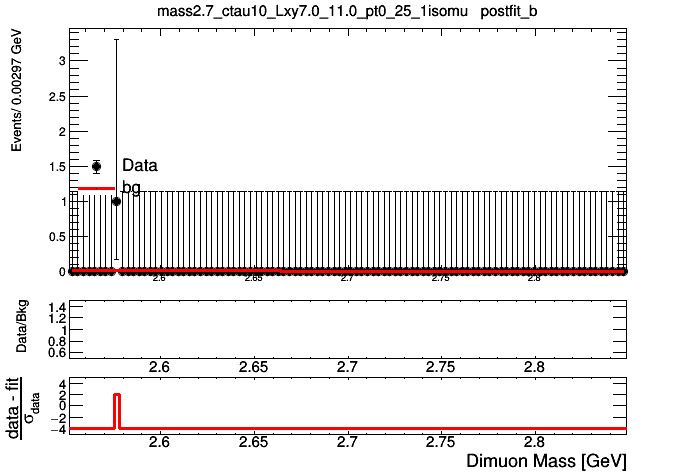 mass2.7_ctau10_Lxy7.0_11.0_pt0_25_1isomu postfit_b
Events/ 0.00297 GeV
3
2.5
2
1.5
1
0.5
0
Data
bg
2.6 2.65 2.7 2.75 2.8
Data/Bkg
1.4
1.2
1
0.8
0.6
2.6 2.65 2.7 2.75 2.8
data - fit
σdata
4
2
0
−2
−4
2.6 2.65 2.7 2.75 2.8
Dimuon Mass [GeV]